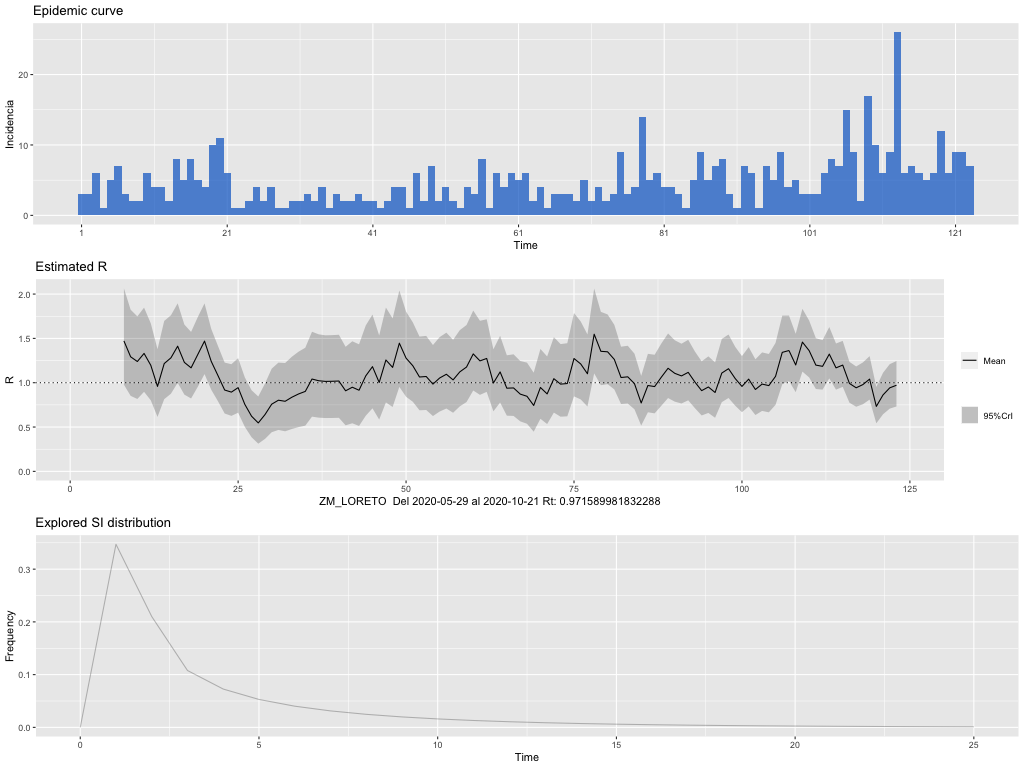 Epidemic curve
Incidencia
20
10
0
1 21 41 61 81 101 121
Time
Estimated R
R
2.0
1.5
1.0
0.5
0.0
0 25 50 75 100 125
ZM_LORETO Del 2020-05-29 al 2020-10-21 Rt: 0.971589981832288
Mean
95%CrI
Explored SI distribution
Frequency
0.3
0.2
0.1
0.0
0 5 10 15 20 25
Time